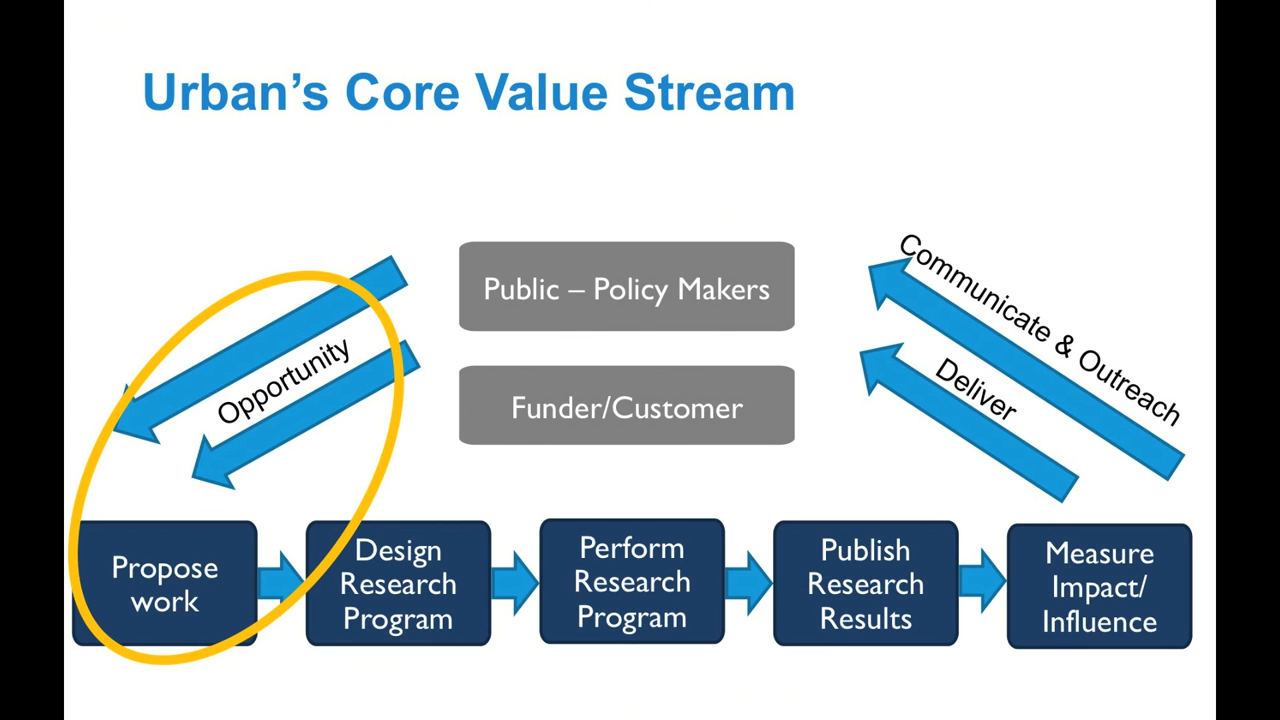 Urban’s Core Value Stream
Public – Policy Makers
Funder/Customer
Opportunity
Communicate & Outreach
Deliver
Propose
work
Design
Research
Program
Perform
Research
Program
Publish
Research
Results
Measure
Impact/
Influence